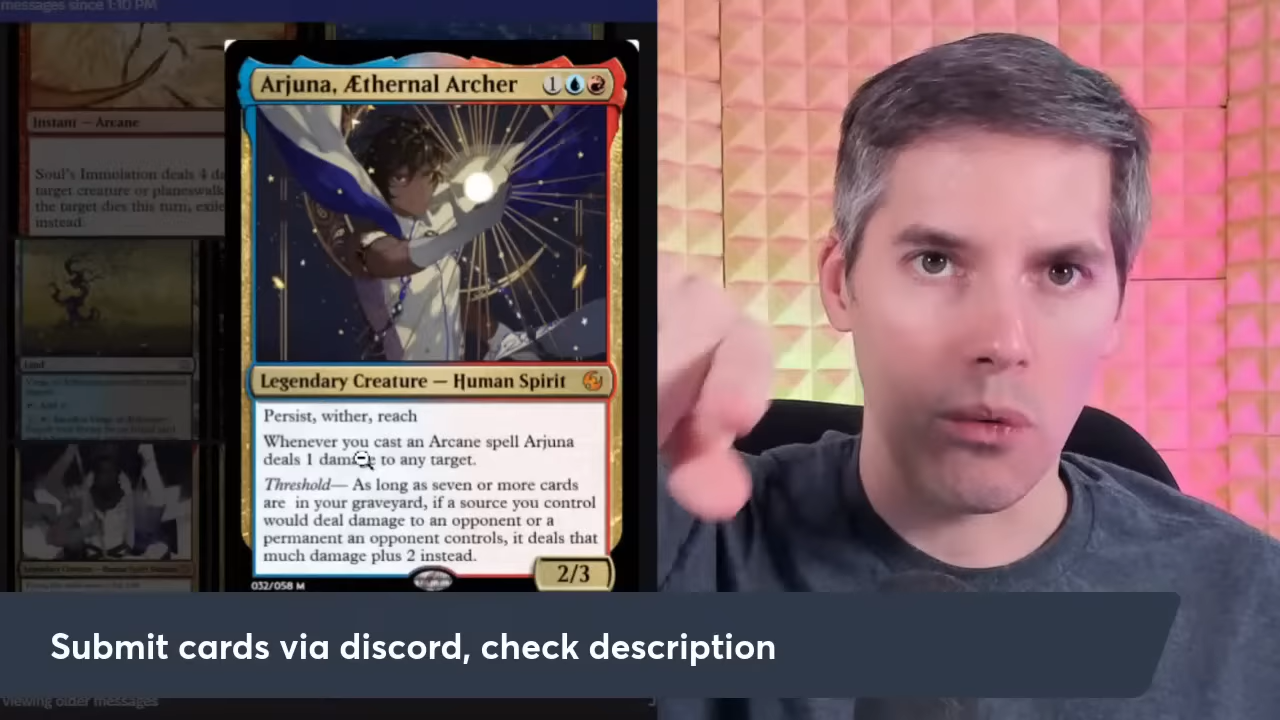 messages since 1:10 PM
Instant — Arcane
Soul's Immolation deals 4 da
target creature or planeswalk
the target dies this turn, exile
instead.
Arjuna, Æthernal Archer 1
Legendary Creature — Human Spirit
Persist, wither, reach
Whenever you cast an Arcane spell Arjuna
deals 1 damage to any target.
Threshold— As long as seven or more cards
are in your graveyard, if a source you control
would deal damage to an opponent or a
permanent an opponent controls, it deals that
much damage plus 2 instead.
032/058 M
2/3
Land
Submit cards via discord, check description
viewing older messages